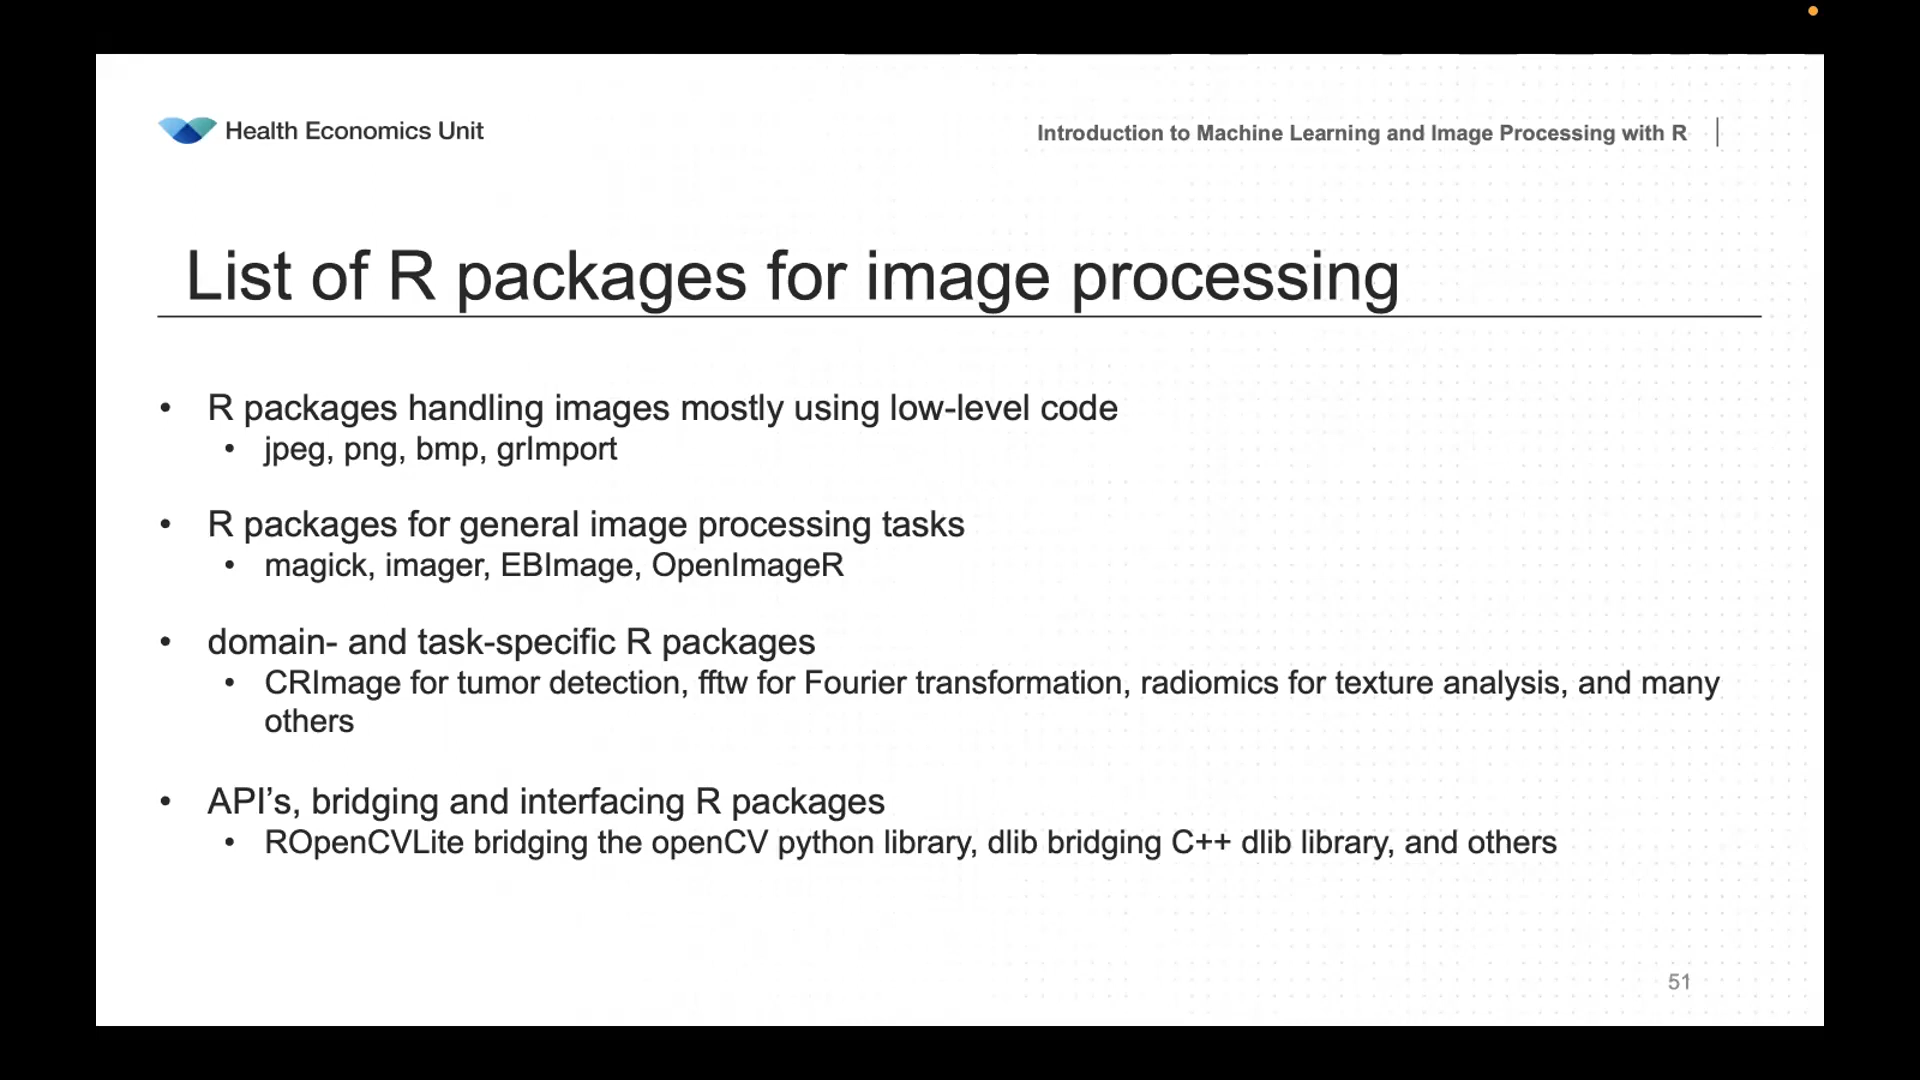 Health Economics Unit
Introduction to Machine Learning and Image Processing with R
List of R packages for image processing
• R packages handling images mostly using low-level code
• jpeg, png, bmp, grImport
• R packages for general image processing tasks
• magick, imager, EBImage, OpenImageR
• domain- and task-specific R packages
• CRImage for tumor detection, fftw for Fourier transformation, radiomics for texture analysis, and many
others
• API’s, bridging and interfacing R packages
• ROpenCVLite bridging the openCV python library, dlib bridging C++ dlib library, and others
51